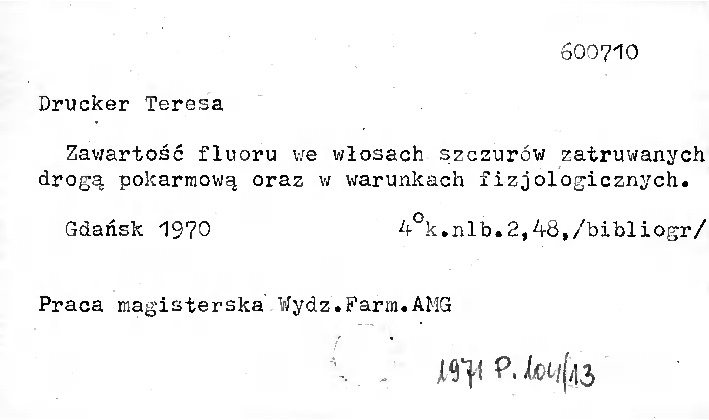 600710
Drucker Teresa
Zawartość fluoru we włosach szczurów zatruwanych
drogą pokarmową oraz w warunkach fizjologicznych.
Gdańsk 1970 4°k.nlb.2,48,/bibliogr/
Praca magisterska Wydz.Farm.AMG
1971 P. 104/13